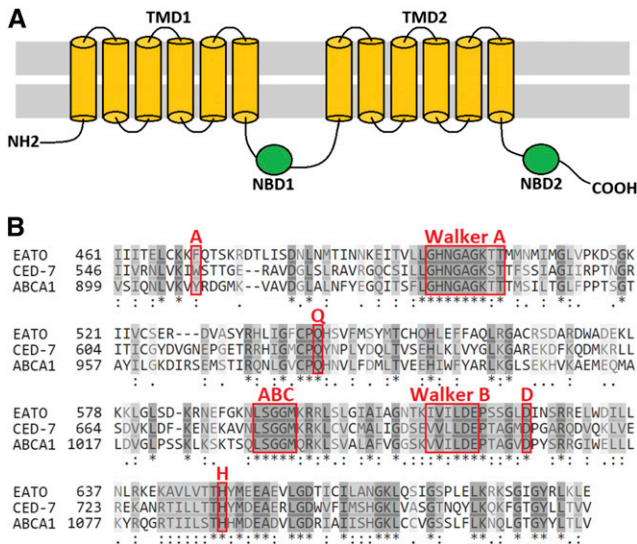 A
TMD1 TMD2
NH2
NBD1
NBD2
COOH
B
A Walker A
EATO 461 IIITELCKKFQTSKRDTLISDNLNMTINNKEITVLLGHNGAGKTTMMNMIMGLVPKDSGK
CED-7 546 IIVRNLVKIWSTTGE--RAVDGLSLRAVRGQCSILLGHNGAGKSTTFSSIAGIIRPTNGR
ABCA1 899 VSIQNLVKVYRDGMK--VAVDGLALNFYEGQITSFLGHNGAGKTTTMSILTGLFPPTSGT
Q
EATO 521 IIVCSER---DVASYRHLIGFCPQHSVFMSYMTCHQHLEFFAQLRGACRSDARDWADEKL
CED-7 604 ITICGYDVGNEPGETRRHIGMCPQYNPLYDQLTVSEHLKLVYGLKGAREKDFKQDMKRLL
ABCA1 957 AYILGKDIRSEMSTIRQNLGVCPQHNVLFDMLTVEEHIWFYARLKGLSEKHVKAEMEQMA
ABC Walker B D
EATO 578 KKLGLSD-KRNEFGKNLSGGMKRRLSLGIAIAGNTKIVILDEPSSGLDINSRRELWDILL
CED-7 664 SDVKLDF-KENEKAVNLSGGMKRKLCVCMALIGDSEVVLLDEPTAGMDPGARQDVQKLVE
ABCA1 1017 LDVGLPSSKLKSKTSQLSGGMQRKLSVALAFVGGSKVVILDEPTAGVDPYSRRGIWELLL
H
EATO 637 NLRKEKAVLVTTHYMEEAEVLGDTICILANGKLQSIGSPLELKRKSGIGYRLKLE
CED-7 723 REKANRTILLTTHYMDEAERLGDWVFIMSHGKLVASGTNQYLKQKFGTGYLLTVV
ABCA1 1077 KYRQGRTIILSTHHMDEADVLGDRIAIISHGKLCCVGSSLFLKNQLGTGYYLTLV